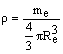 ρ = mₑ / (4/3 πRₑ³)